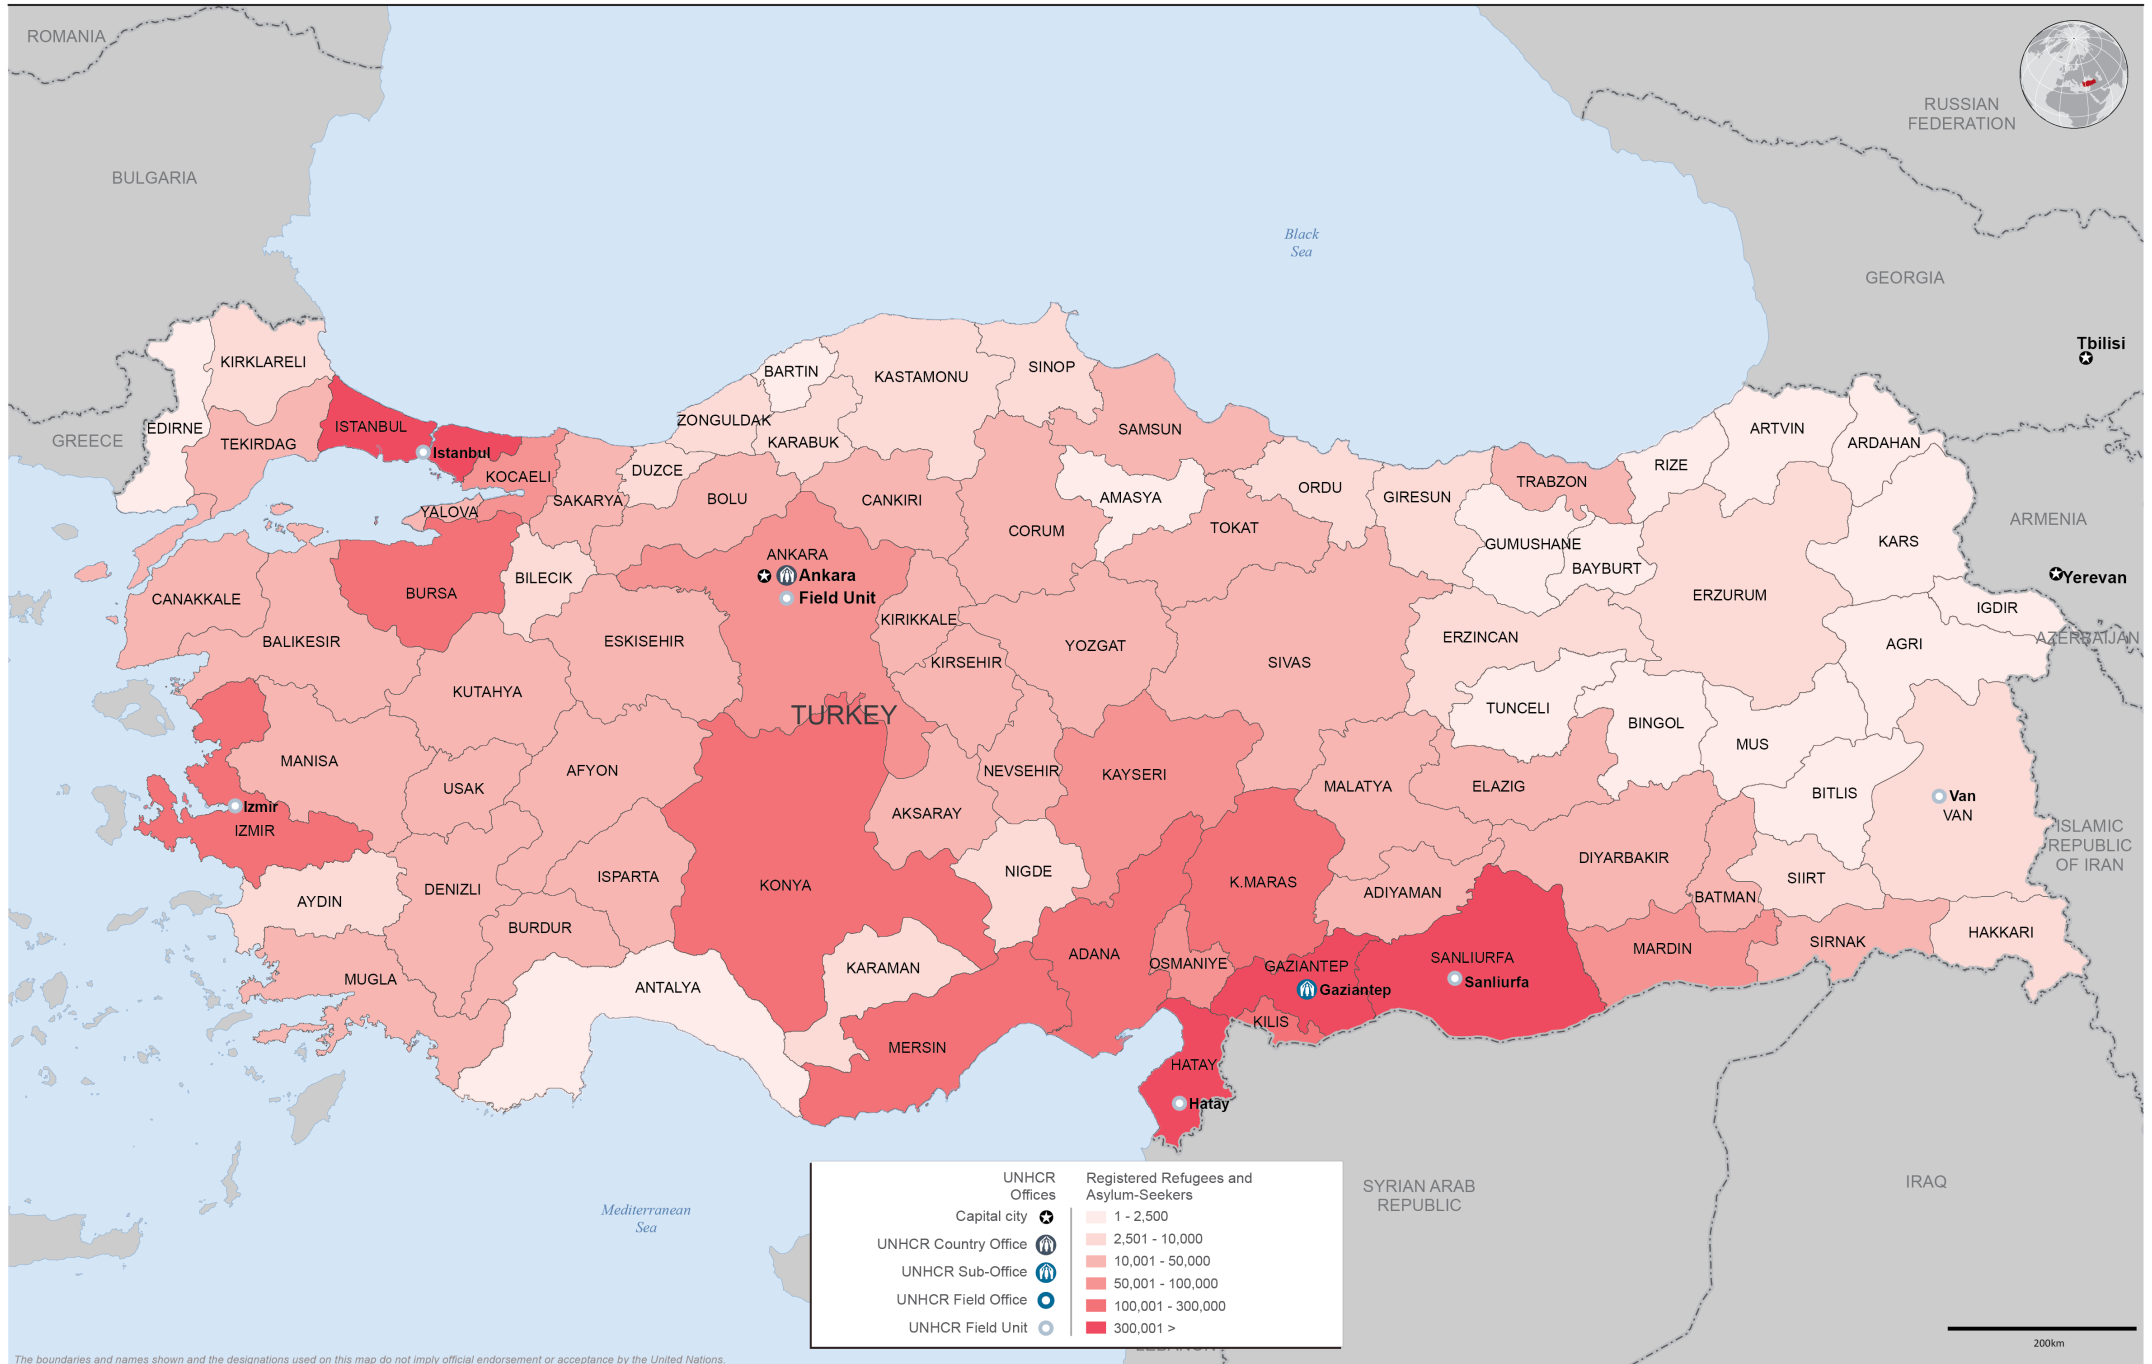 ROMANIA
RUSSIAN
FEDERATION
BULGARIA
Black
Sea
GEORGIA
Tbilisi
KIRKLARELI
BARTIN
SINOP
KASTAMONU
EDIRNE
ISTANBUL
ZONGULDAK
SAMSUN
ARTVIN
GREECE
TEKIRDAG
Istanbul
KARABUK
ARDAHAN
KOCAELI
DUZCE
RIZE
SAKARYA
BOLU
CANKIRI
AMASYA
ORDU
GIRESUN
TRABZON
YALOVA
CORUM
TOKAT
ARMENIA
ANKARA
GUMUSHANE
KARS
Ankara
BILECIK
BAYBURT
Yerevan
CANAKKALE
BURSA
Field Unit
ERZURUM
IGDIR
KIRIKKALE
BALIKESIR
ESKISEHIR
YOZGAT
ERZINCAN
AGRI
AZERBAIJAN
KIRSEHIR
SIVAS
KUTAHYA
TURKEY
TUNCELI
BINGOL
MUS
MANISA
AFYON
NEVSEHIR
KAYSERI
USAK
MALATYA
ELAZIG
BITLIS
Van
VAN
Izmir
IZMIR
AKSARAY
ISLAMIC
REPUBLIC
OF IRAN
DIYARBAKIR
NIGDE
ISPARTA
KONYA
K.MARAS
SIIRT
DENIZLI
ADIYAMAN
BATMAN
AYDIN
BURDUR
HAKKARI
SIRNAK
MARDIN
ADANA
OSMANIYE
SANLIURFA
GAZIANTEP
KARAMAN
MUGLA
ANTALYA
Sanliurfa
Gaziantep
KILIS
MERSIN
HATAY
Hatay
SYRIAN ARAB
REPUBLIC
IRAQ
Mediterranean
Sea
UNHCR
Offices
Capital city
UNHCR Country Office
UNHCR Sub-Office
UNHCR Field Office
UNHCR Field Unit
Registered Refugees and
Asylum-Seekers
1 - 2,500
2,501 - 10,000
10,001 - 50,000
50,001 - 100,000
100,001 - 300,000
300,001 >
200km
The boundaries and names shown and the designations used on this map do not imply official endorsement or acceptance by the United Nations.